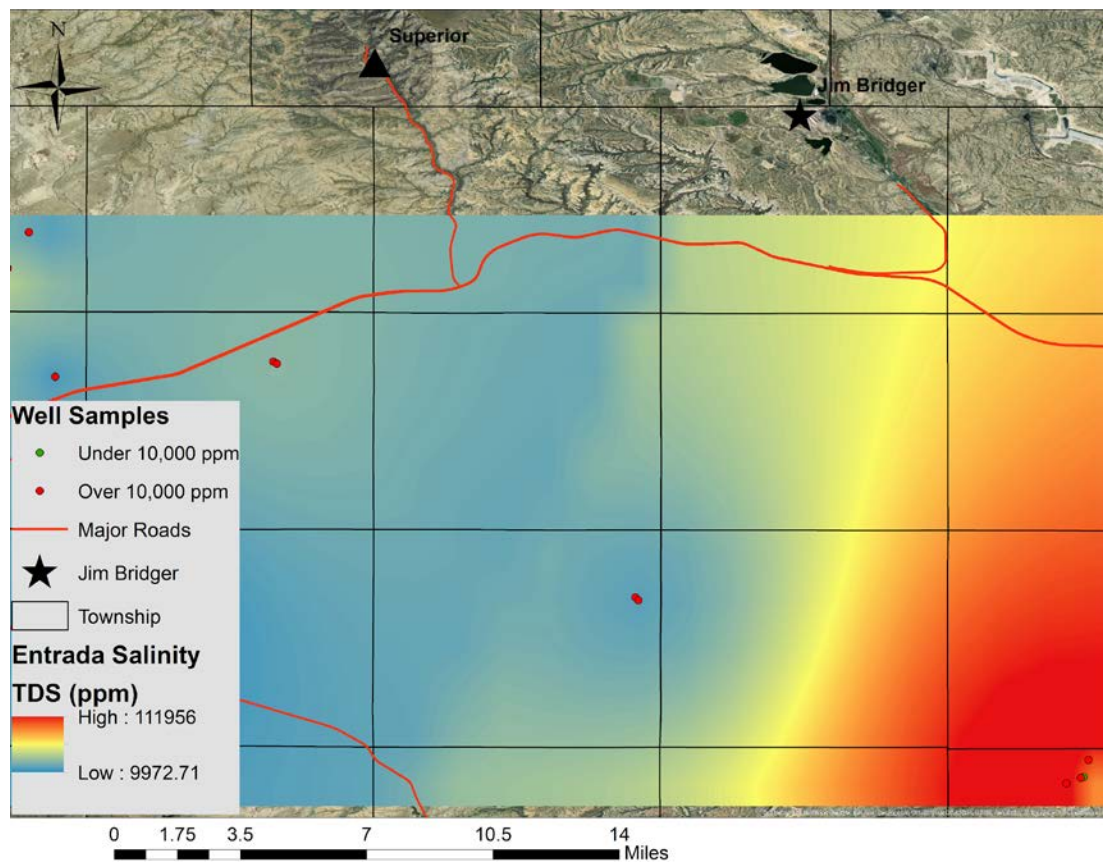 N
Superior
Jim Bridger
Well Samples
Under 10,000 ppm
Over 10,000 ppm
Major Roads
Jim Bridger
Township
Entrada Salinity
TDS (ppm)
High : 111956
Low : 9972.71
0 1.75 3.5 7 10.5 14
Miles